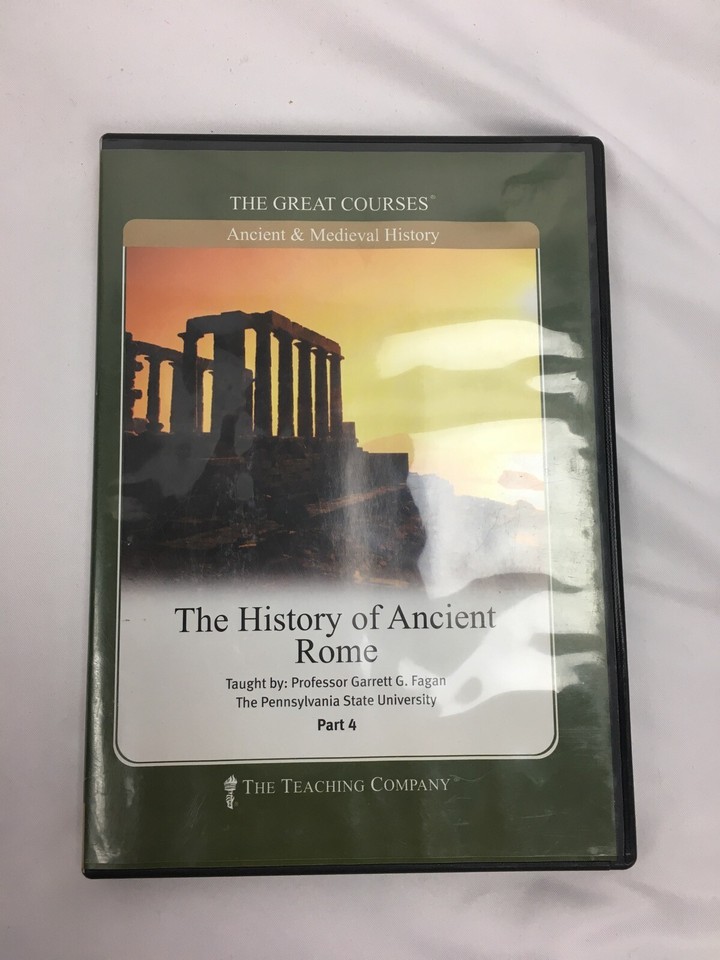 THE GREAT COURSES®
Ancient & Medieval History
The History of Ancient
Rome
Taught by: Professor Garrett G. Fagan
The Pennsylvania State University
Part 4
THE TEACHING COMPANY®